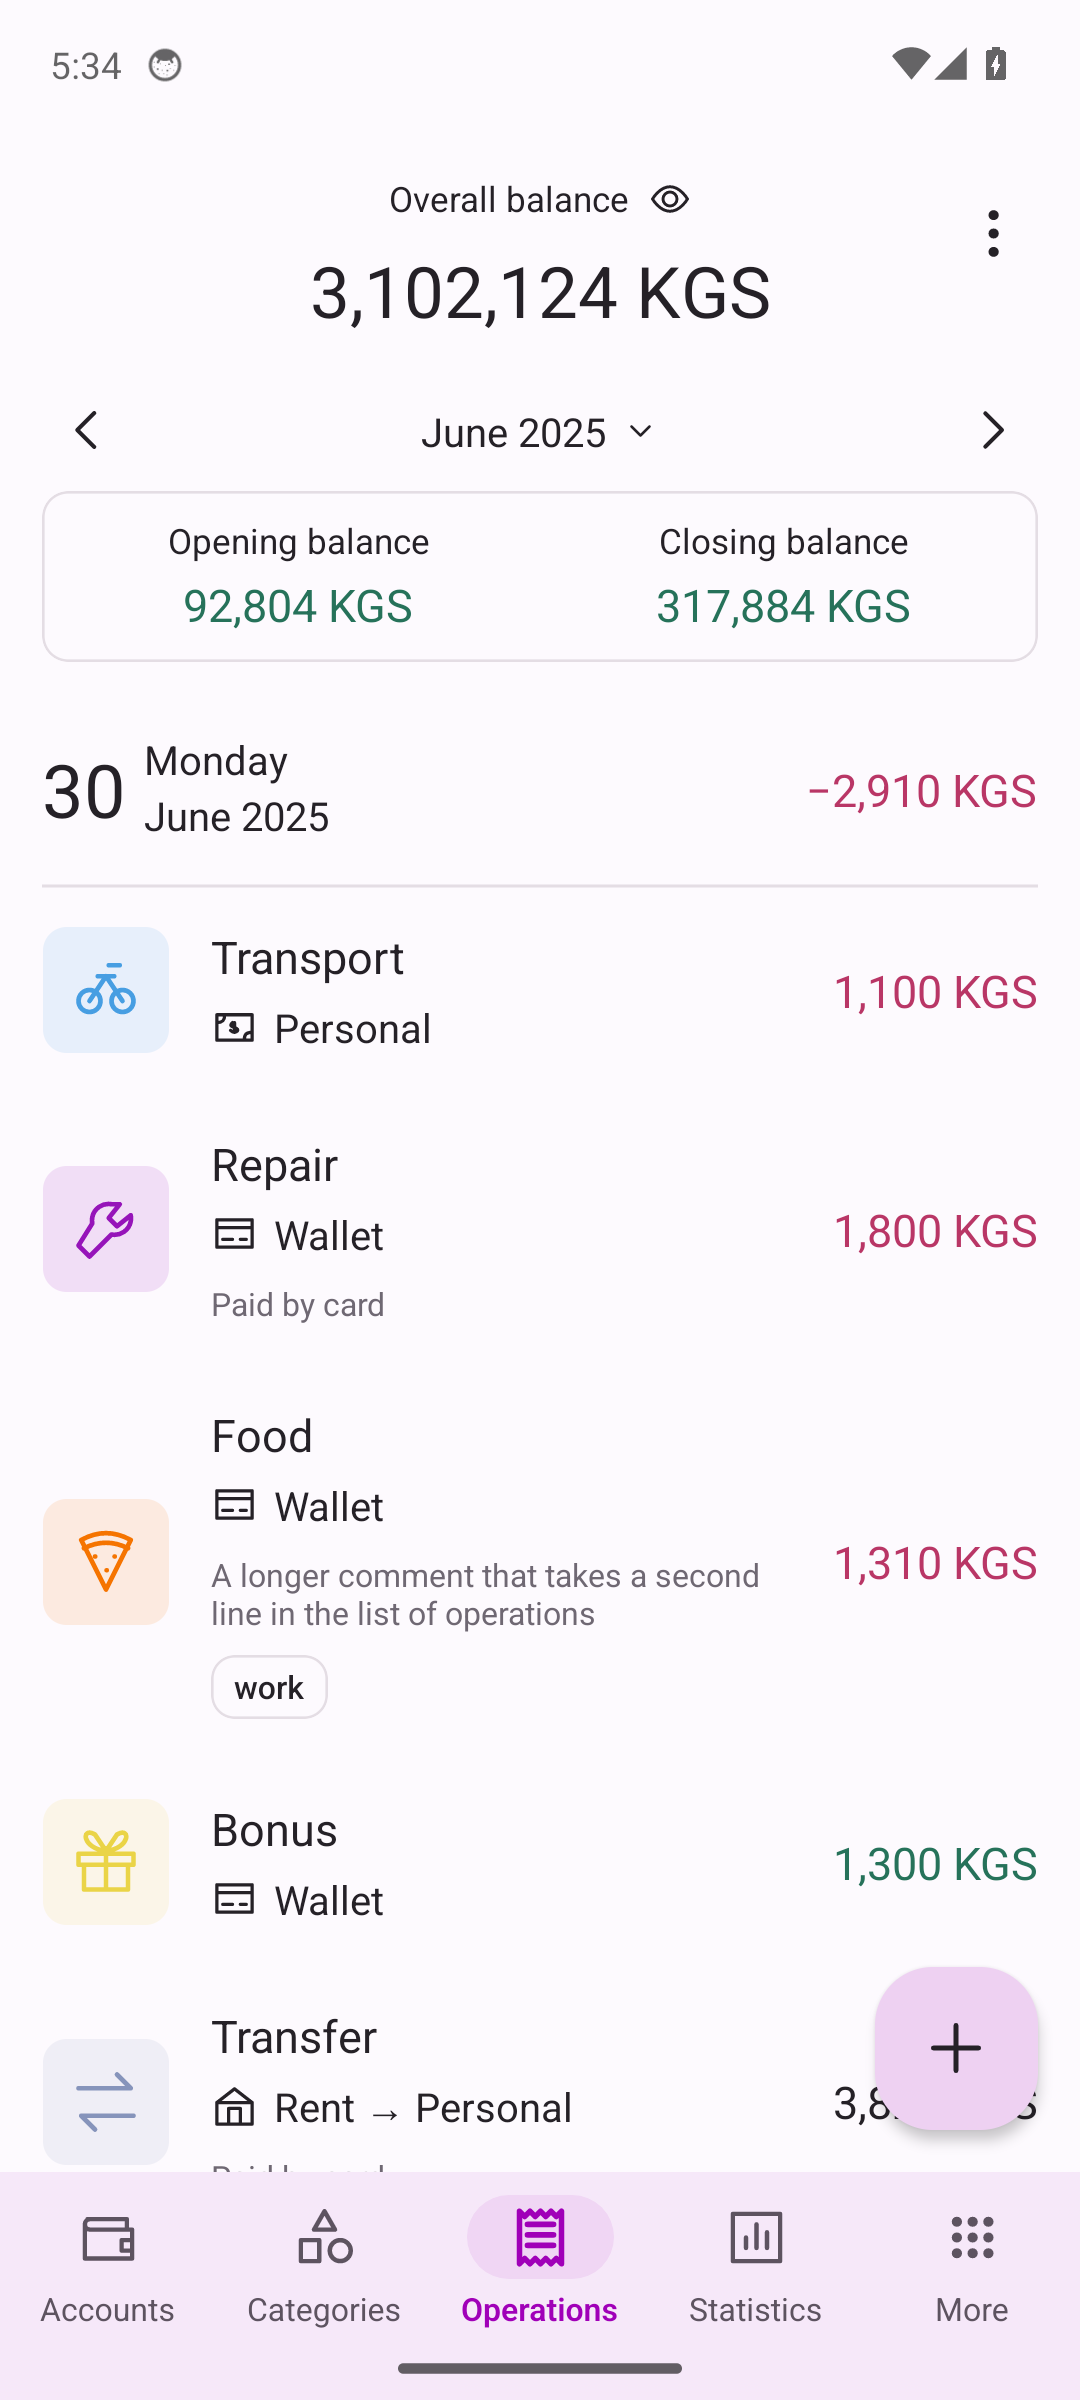 5:34
Overall balance
3,102,124 KGS
June 2025
Opening balance
Closing balance
92,804 KGS
317,884 KGS
30
Monday
June 2025
−2,910 KGS
Transport
Personal
1,100 KGS
Repair
Wallet
Paid by card
1,800 KGS
Food
Wallet
A longer comment that takes a second
line in the list of operations
work
1,310 KGS
Bonus
Wallet
1,300 KGS
Transfer
Rent → Personal
Accounts
Categories
Operations
Statistics
More